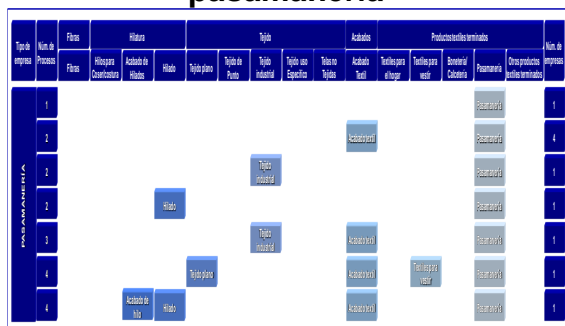 pasamanería
Tipo de empresa Núm. de Procesos Fibras Hilatura Tejido Acabados Productos textiles terminados Núm. de empresas
Fibras Hilos para Coser/costura Acabado de Hilados Hilado Tejido plano Tejido de Punto Tejido industrial Tejido uso Específico Telas no Tejidas Acabado Textil Textiles para el hogar Textiles para vestir Bonetería/ Calcetería Pasamanería Otros productos textiles terminados
PASAMANERÍA
1 Pasamanería 1
2 Acabado textil Pasamanería 4
2 Tejido industrial Pasamanería 1
2 Hilado Pasamanería 1
3 Tejido industrial Acabado textil Pasamanería 1
4 Tejido plano Acabado textil Textiles para vestir Pasamanería 1
4 Acabado de hilo Hilado Acabado textil Pasamanería 1